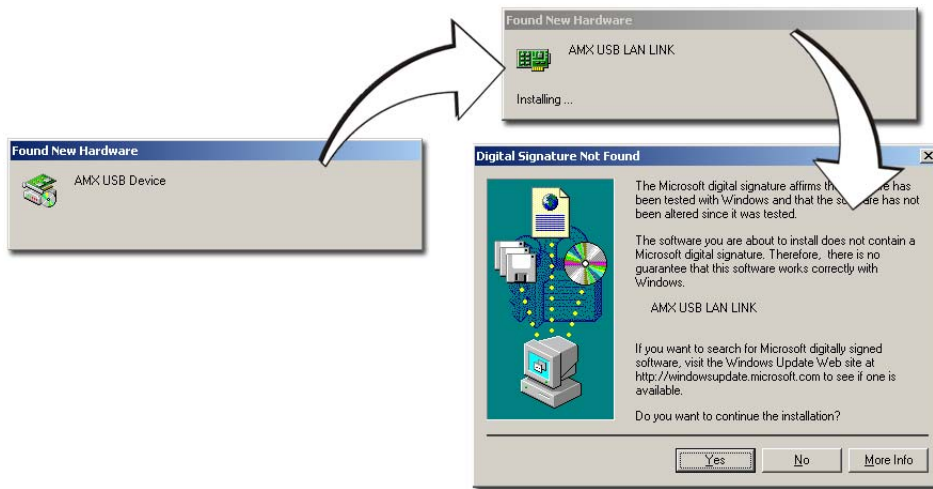 Found New Hardware
AMX USB Device
Found New Hardware
AMX USB LAN LINK
Installing ...
Digital Signature Not Found
The Microsoft digital signature affirms has
been tested with Windows and that the software has not
been altered since it was tested.
The software you are about to install does not contain a
Microsoft digital signature. Therefore, there is no
guarantee that this software works correctly with
Windows.
AMX USB LAN LINK
If you want to search for Microsoft digitally signed
software, visit the Windows Update Web site at
http://windowsupdate.microsoft.com to see if one is
available.
Do you want to continue the installation?
Yes No More Info